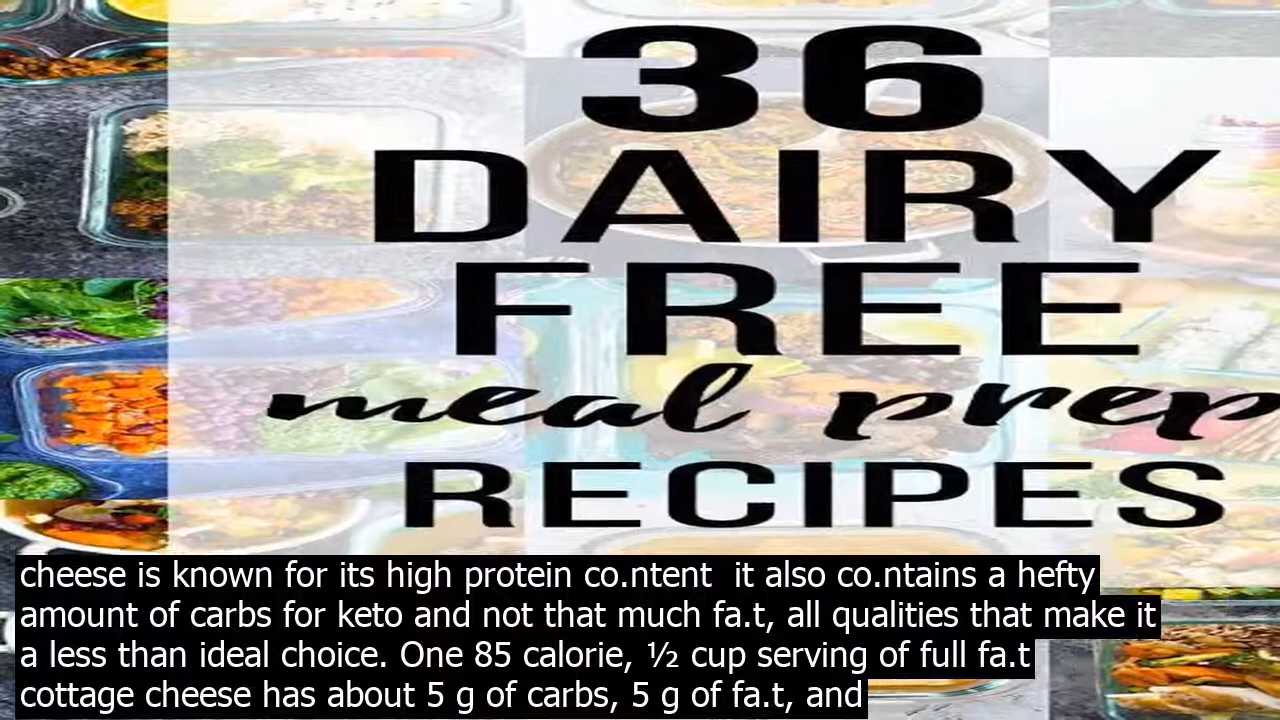 36
DAIRY
FREE
meal prep
RECIPES
cheese is known for its high protein co.ntent  it also co.ntains a hefty
amount of carbs for keto and not that much fa.t, all qualities that make it
a less than ideal choice. One 85 calorie, ½ cup serving of full fa.t
cottage cheese has about 5 g of carbs, 5 g of fa.t, and